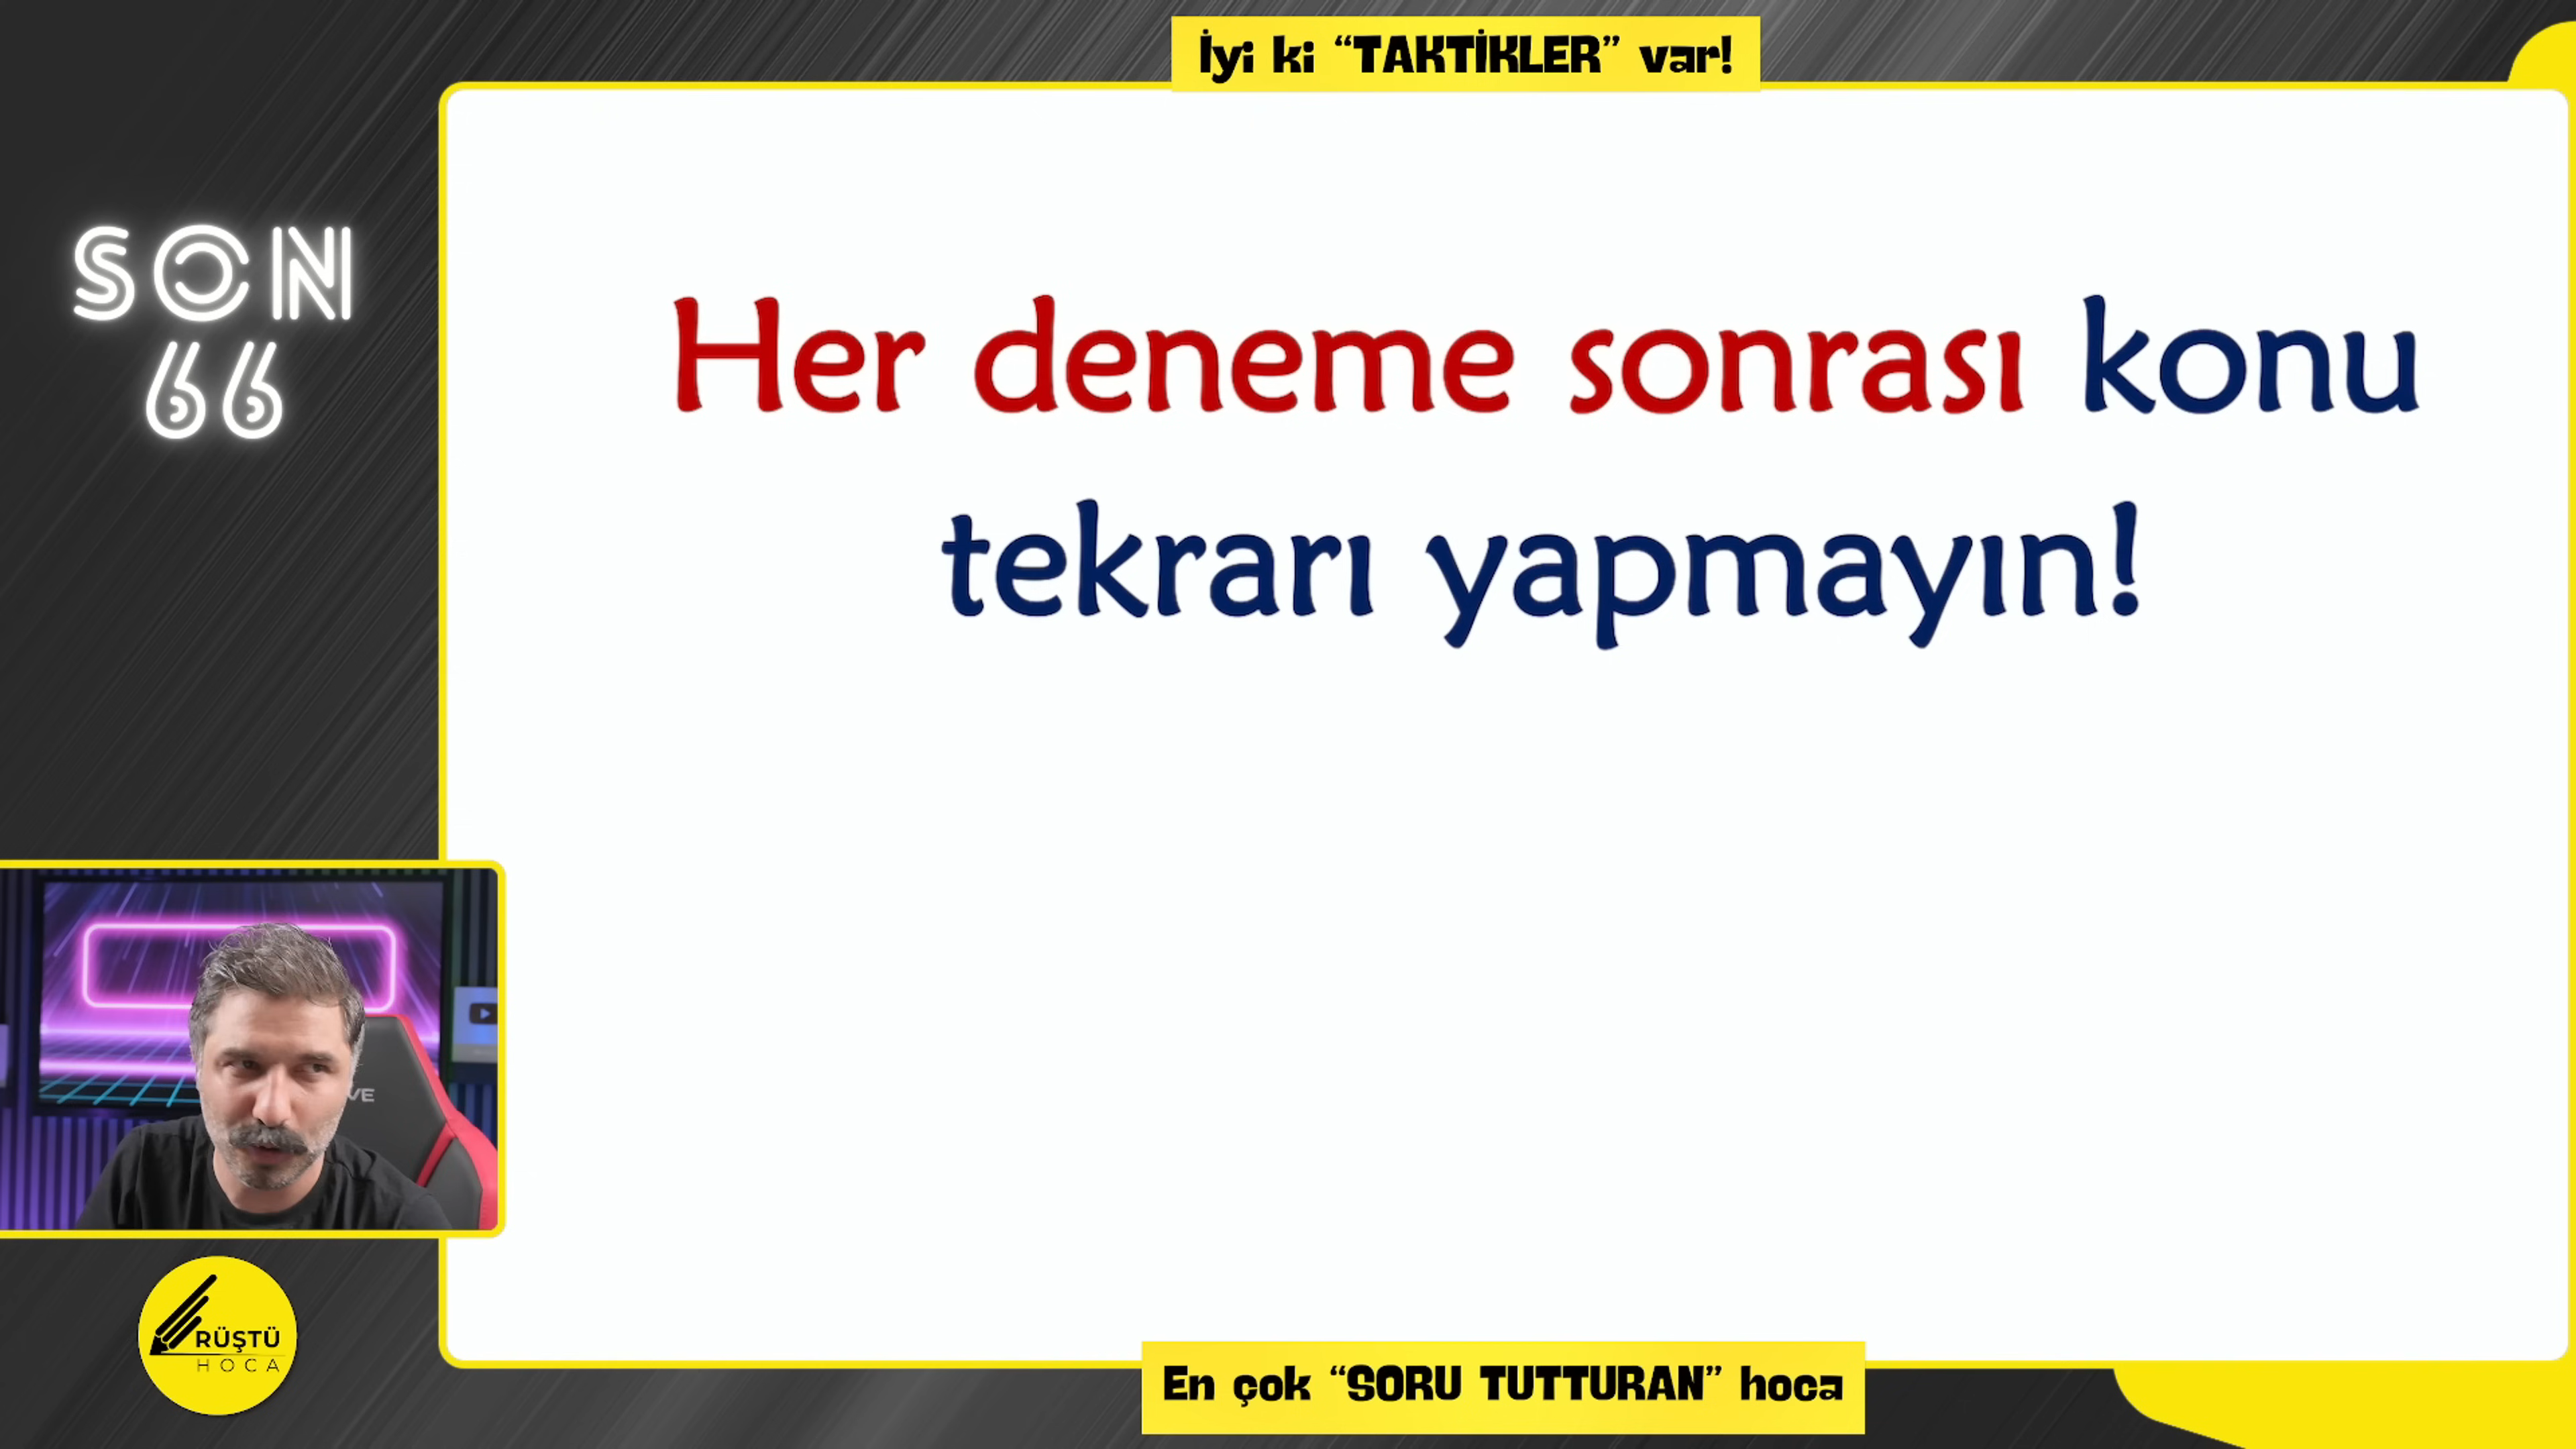 İyi ki “TAKTİKLER” var!
SON
66
Her deneme sonrası konu
tekrarı yapmayın!
VE
RÜŞTÜ
HOCA
En çok “SORU TUTTURAN” hoca